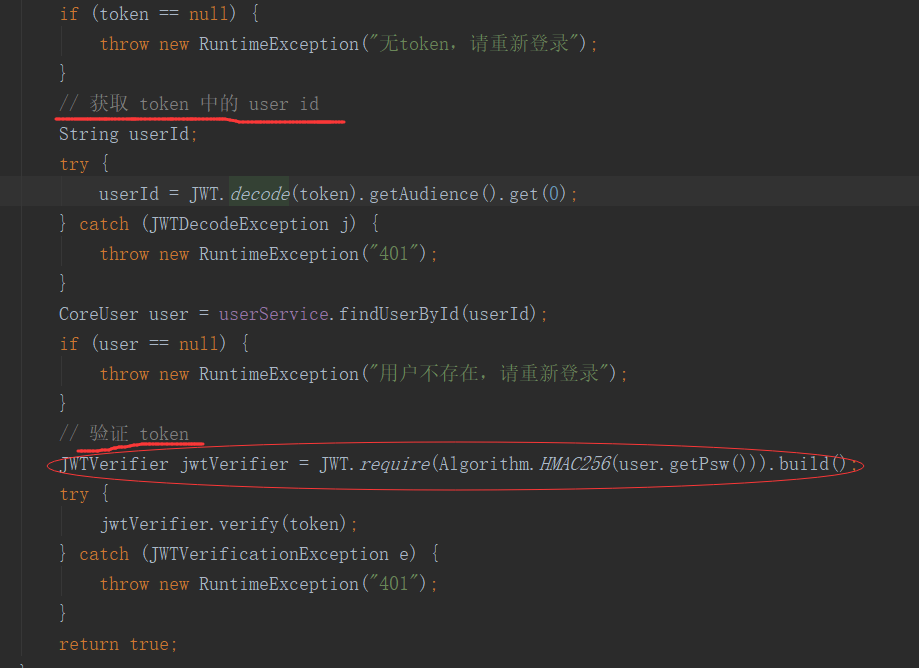 if (token == null) {
throw new RuntimeException("无token，请重新登录");
}
// 获取 token 中的 user id
String userId;
try {
userId = JWT.decode(token).getAudience().get(0);
} catch (JWTDecodeException j) {
throw new RuntimeException("401");
}
CoreUser user = userService.findUserById(userId);
if (user == null) {
throw new RuntimeException("用户不存在，请重新登录");
}
// 验证 token
JWTVerifier jwtVerifier = JWT.require(Algorithm.HMAC256(user.getPsw())).build();
try {
jwtVerifier.verify(token);
} catch (JWTVerificationException e) {
throw new RuntimeException("401");
}
return true;